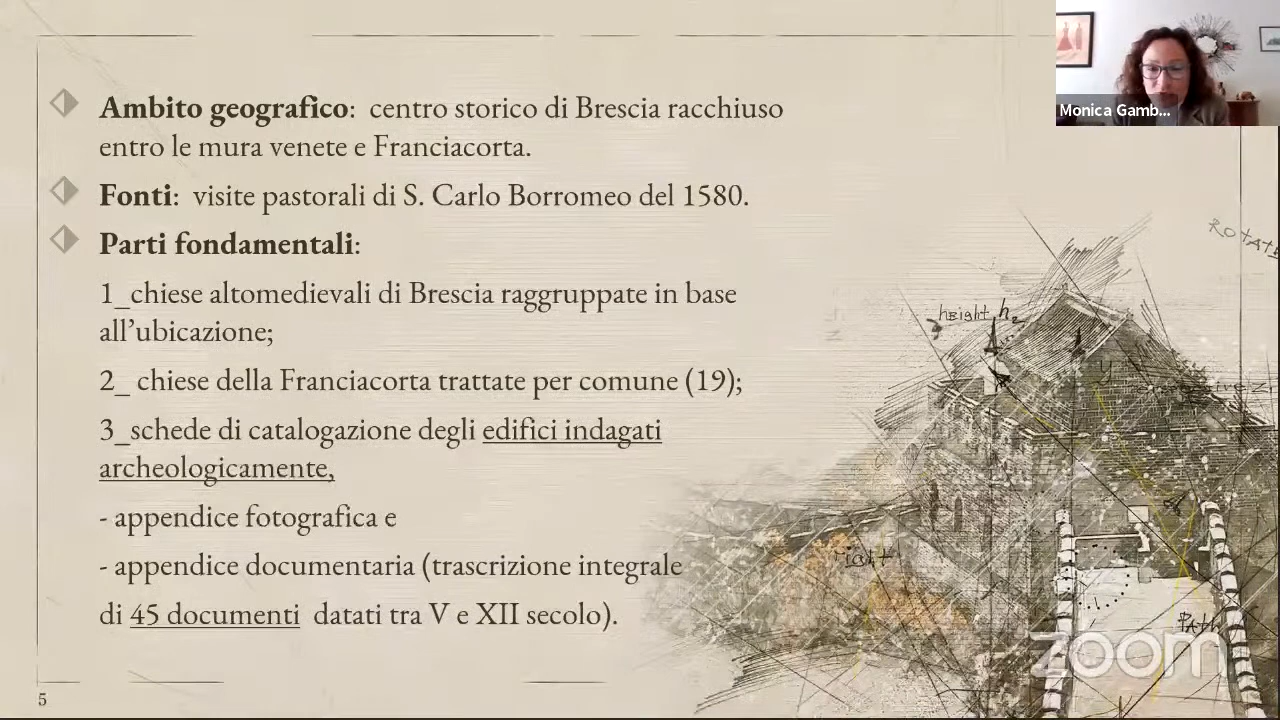 Ambito geografico: centro storico di Brescia racchiuso
entro le mura venete e Franciacorta.
Fonti: visite pastorali di S. Carlo Borromeo del 1580.
Parti fondamentali:
1_chiese altomedievali di Brescia raggruppate in base
all’ubicazione;
2_ chiese della Franciacorta trattate per comune (19);
3_schede di catalogazione degli edifici indagati
archeologicamente,
- appendice fotografica e
- appendice documentaria (trascrizione integrale
di 45 documenti datati tra V e XII secolo).
5
Monica Gamb...
height h2
right
Path
zoom